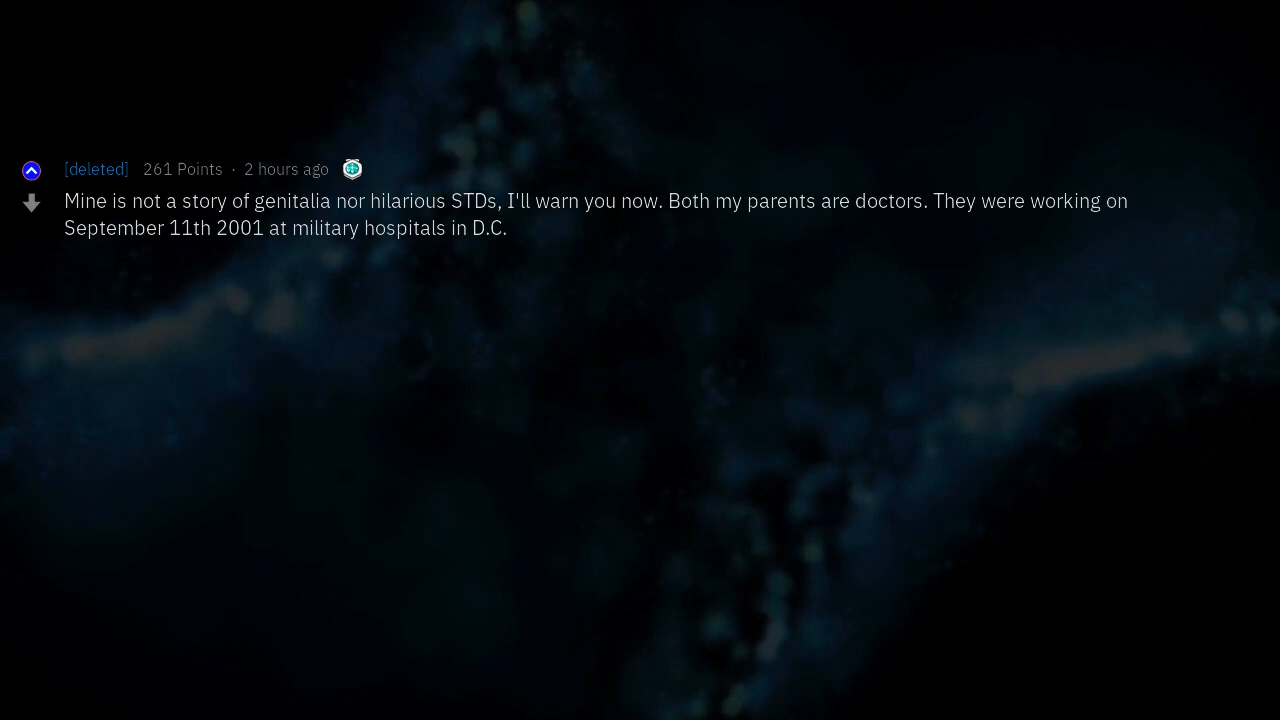 [deleted] 261 Points · 2 hours ago
Mine is not a story of genitalia nor hilarious STDs, I'll warn you now. Both my parents are doctors. They were working on
September 11th 2001 at military hospitals in D.C.